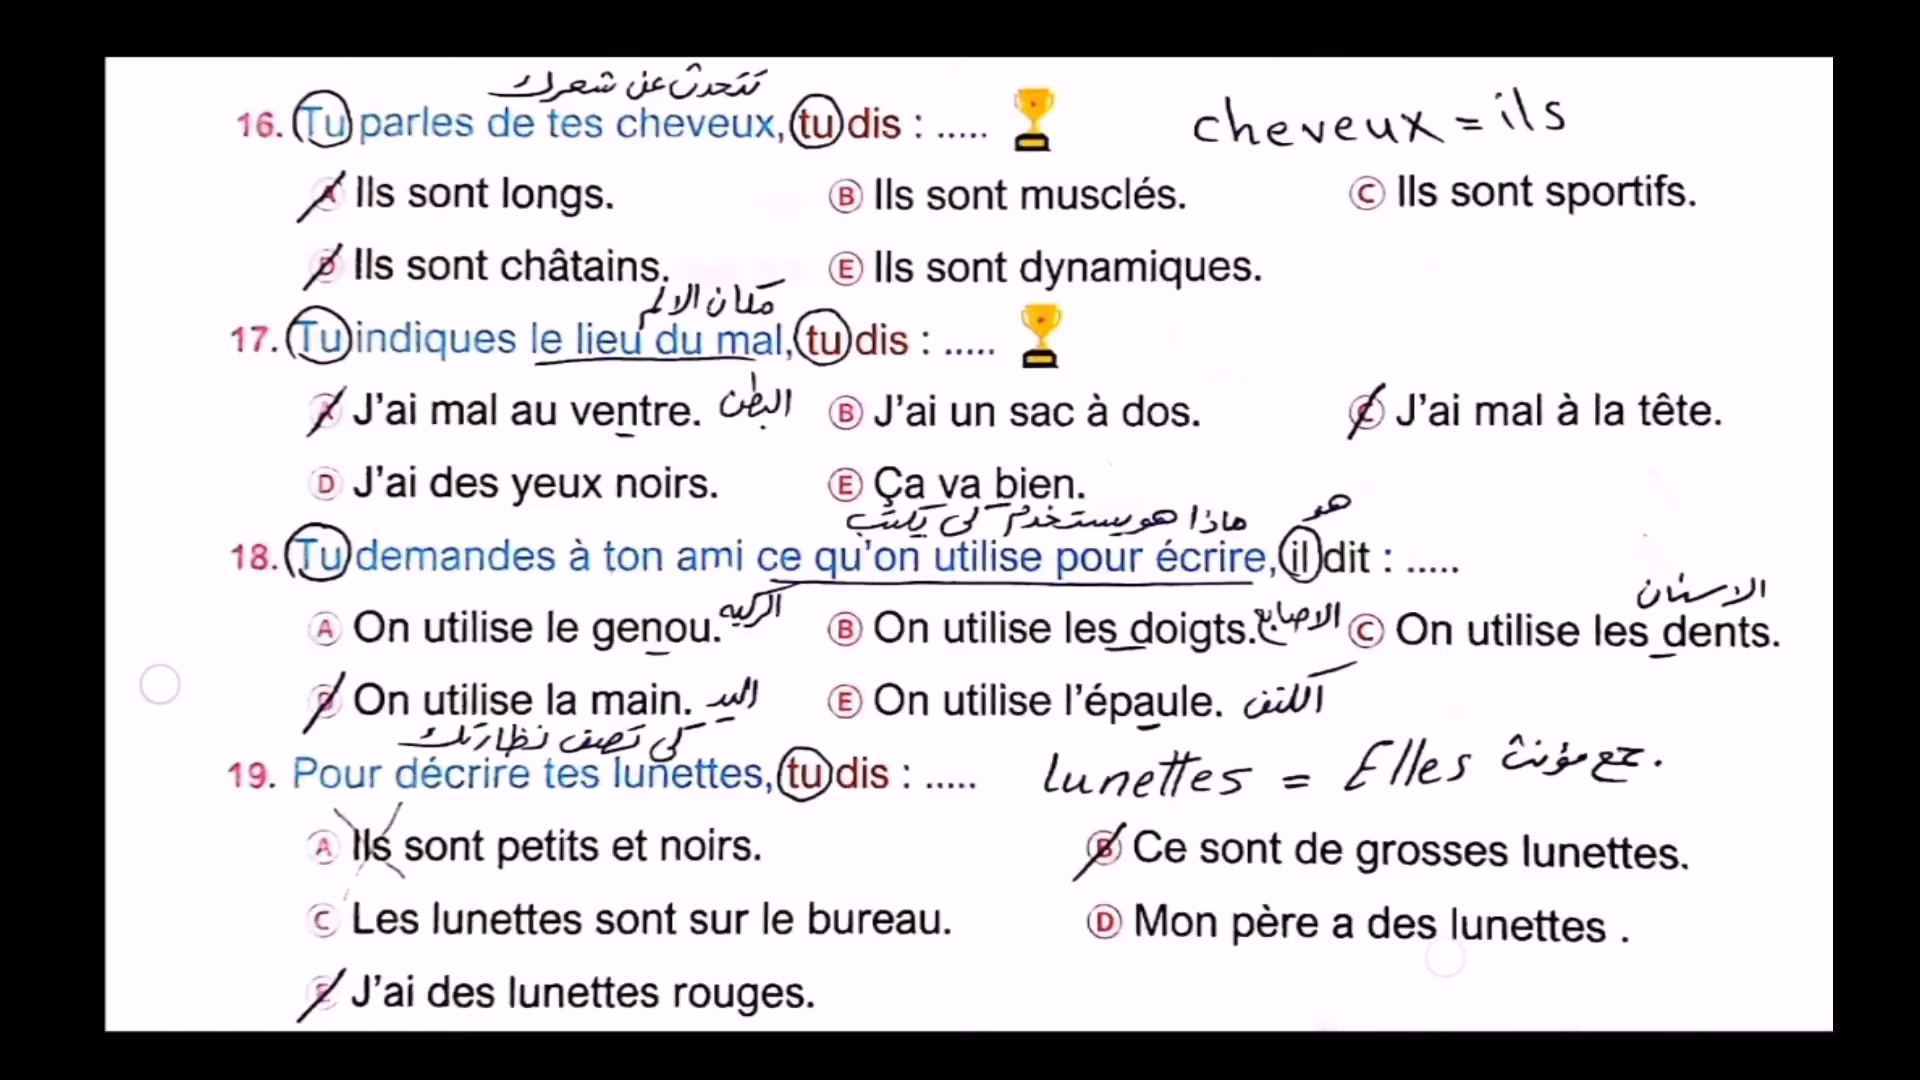 تتحدث عن شعرك
16. Tu parles de tes cheveux, tu dis : ..... cheveux = ils
A Ils sont longs. B Ils sont musclés. C Ils sont sportifs.
D Ils sont châtains. E Ils sont dynamiques.
مكان الالم
17. Tu indiques le lieu du mal, tu dis : .....
A J'ai mal au ventre. البطن B J'ai un sac à dos. C J'ai mal à la tête.
D J'ai des yeux noirs. E Ça va bien.
ماذا هو يستخدم لى يكتب هو
18. Tu demandes à ton ami ce qu'on utilise pour écrire, il dit : .....
A On utilise le genou. الركبه B On utilise les doigts. الاصابع C On utilise les dents. الاسنان
D On utilise la main. اليد E On utilise l'épaule. الكتف
كى تصف نظارتك
19. Pour décrire tes lunettes, tu dis : ..... lunettes = Elles جمع مؤنث.
A Ils sont petits et noirs. B Ce sont de grosses lunettes.
C Les lunettes sont sur le bureau. D Mon père a des lunettes .
E J'ai des lunettes rouges.